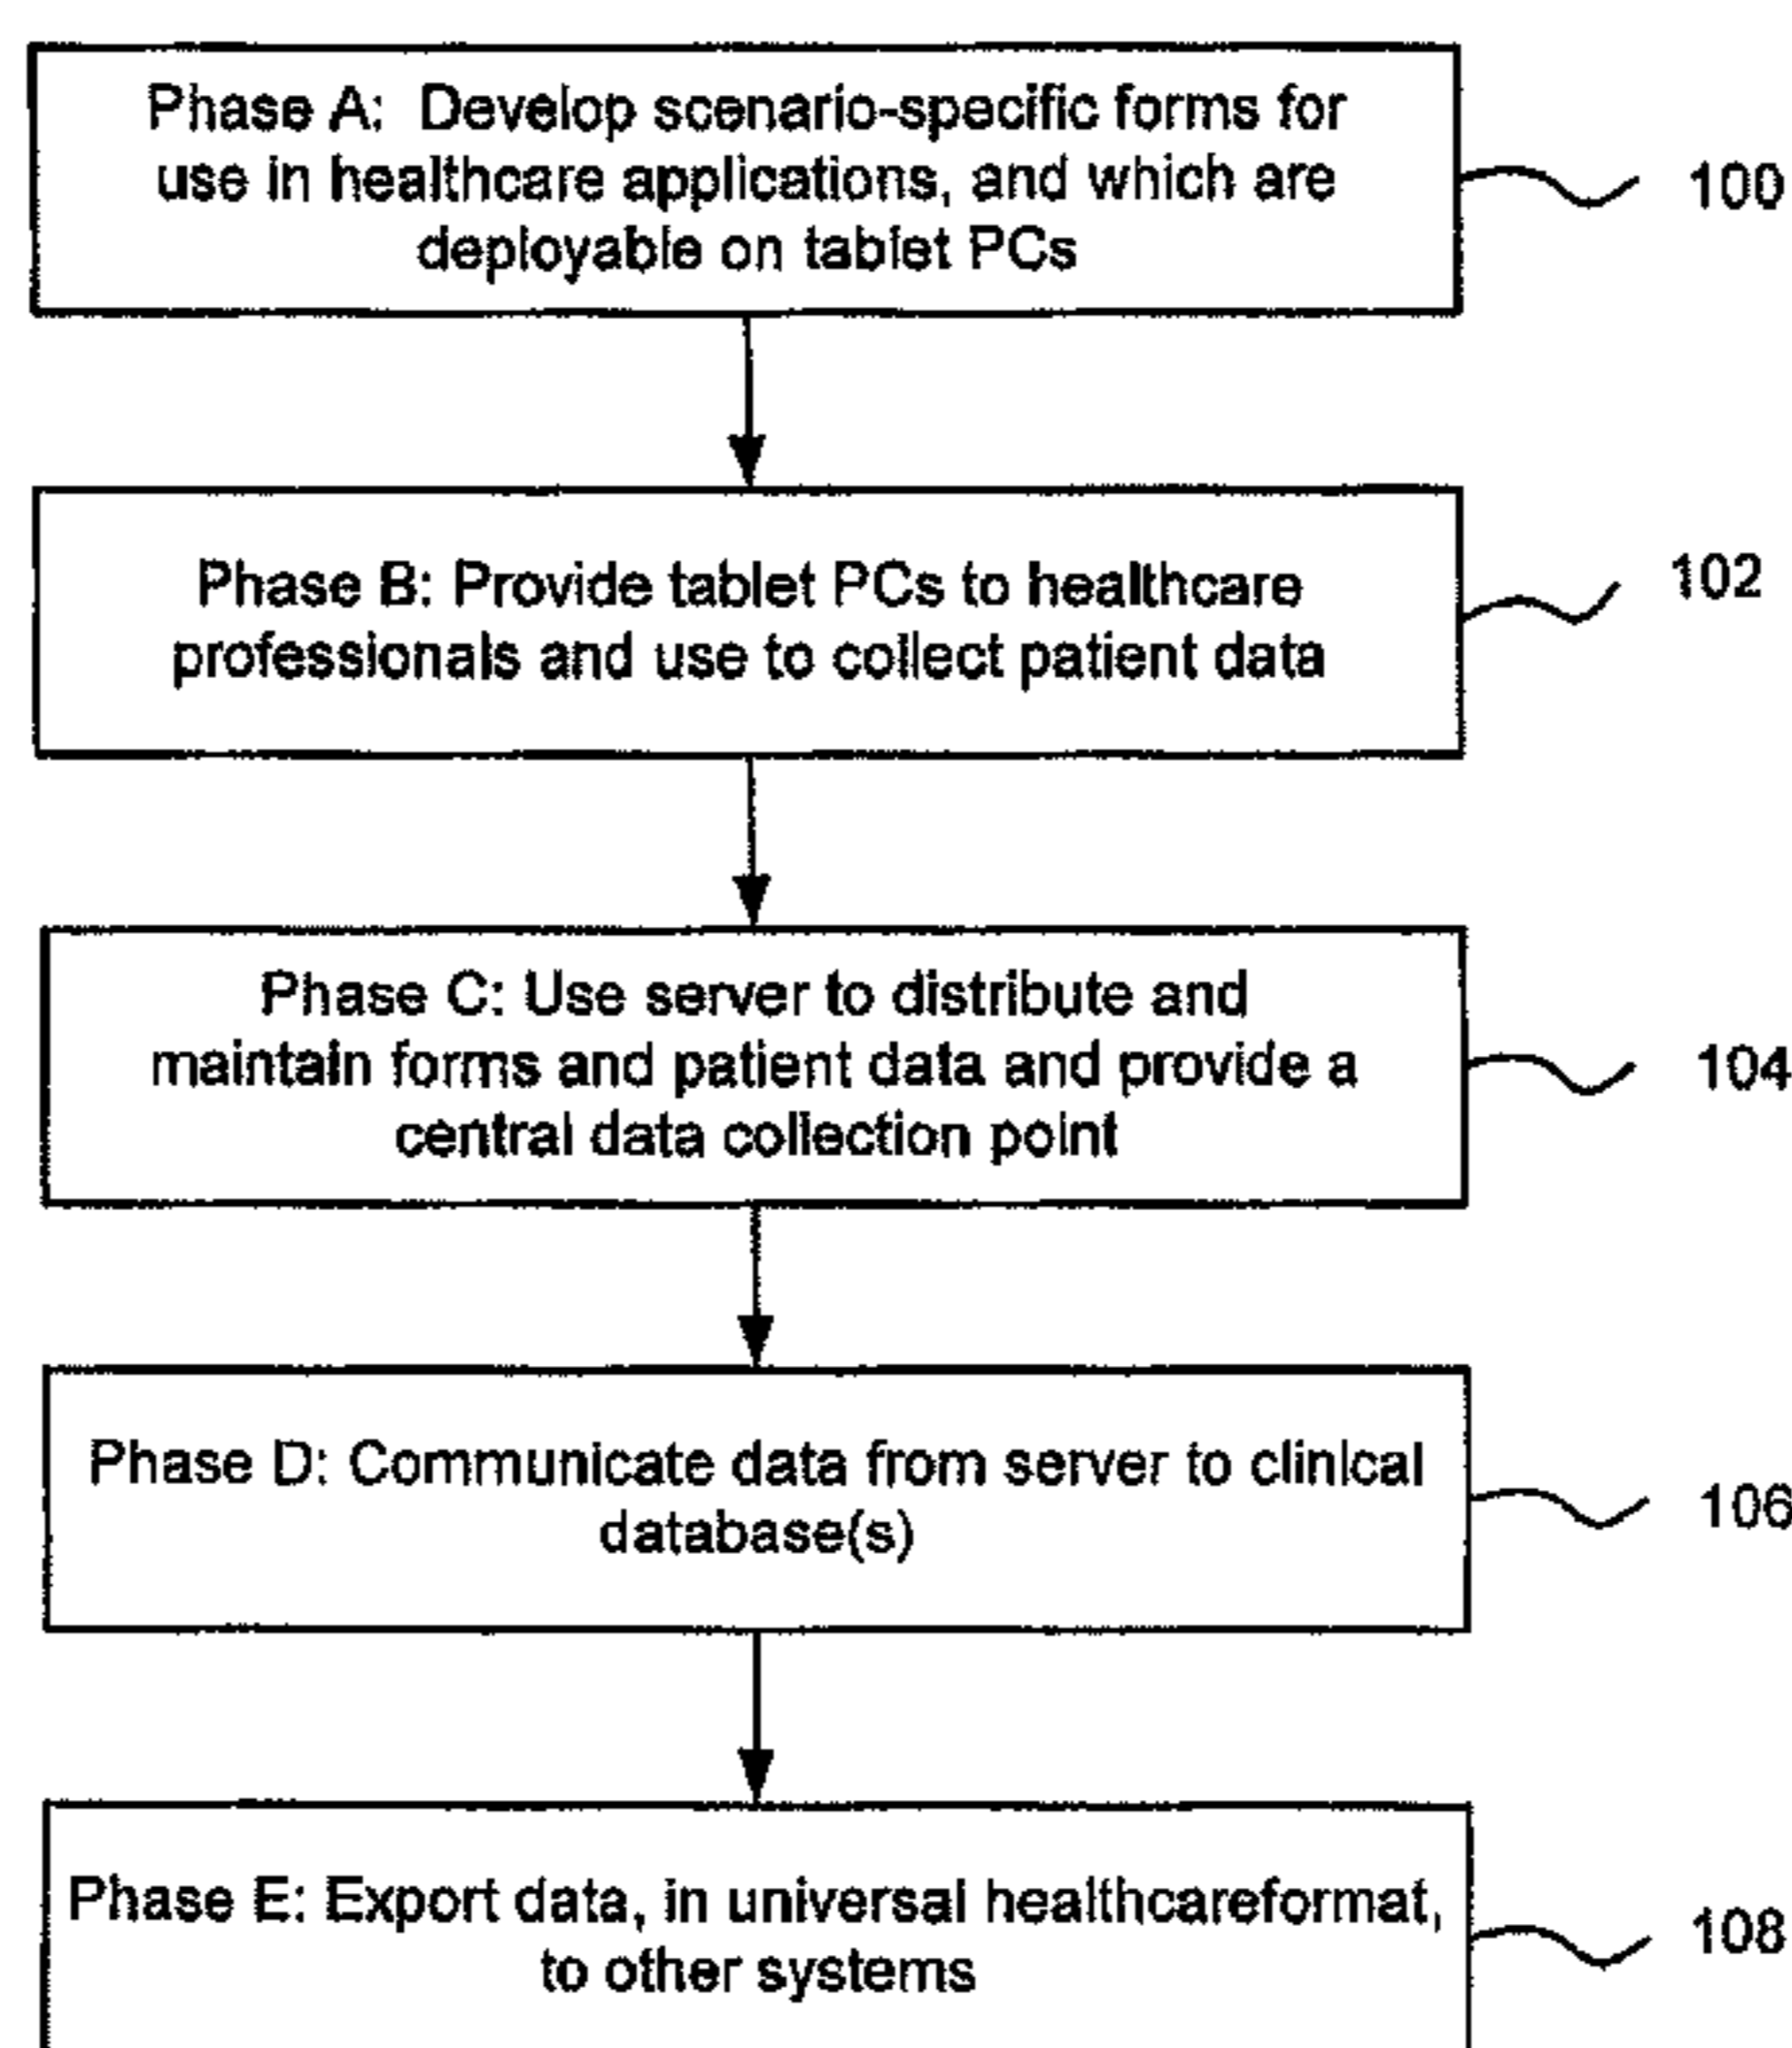 Phase A: Develop scenario-specific forms for
use in healthcare applications, and which are
deployable on tablet PCs
100
Phase B: Provide tablet PCs to healthcare
professionals and use to collect patient data
102
Phase C: Use server to distribute and
maintain forms and patient data and provide a
central data collection point
104
Phase D: Communicate data from server to clinical
database(s)
106
Phase E: Export data, in universal healthcareformat,
to other systems
108